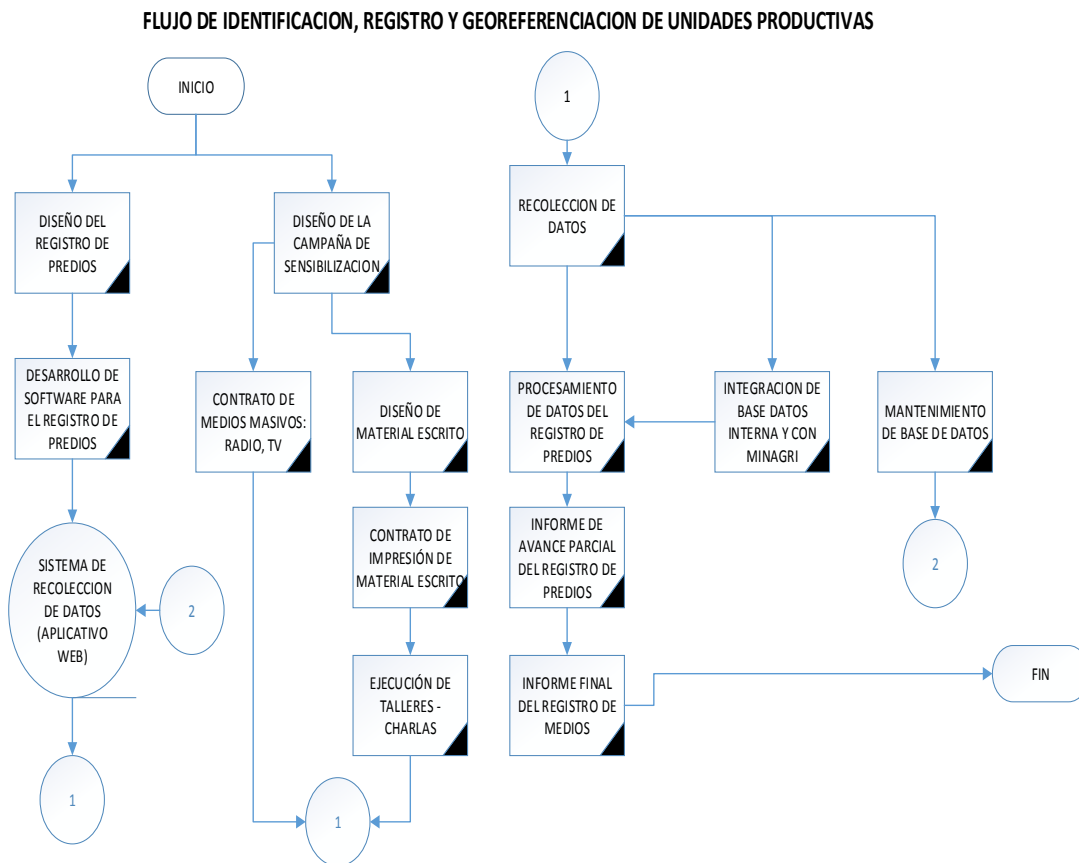 FLUJO DE IDENTIFICACION, REGISTRO Y GEOREFERENCIACION DE UNIDADES PRODUCTIVAS
INICIO
DISEÑO DEL
REGISTRO DE
PREDIOS
DISEÑO DE LA
CAMPAÑA DE
SENSIBILIZACION
DESARROLLO DE
SOFTWARE PARA
EL REGISTRO DE
PREDIOS
CONTRATO DE
MEDIOS MASIVOS:
RADIO, TV
DISEÑO DE
MATERIAL ESCRITO
SISTEMA DE
RECOLECCION
DE DATOS
(APLICATIVO
WEB)
2
CONTRATO DE
IMPRESIÓN DE
MATERIAL ESCRITO
EJECUCIÓN DE
TALLERES -
CHARLAS
1
1
1
RECOLECCION DE
DATOS
PROCESAMIENTO
DE DATOS DEL
REGISTRO DE
PREDIOS
INTEGRACION DE
BASE DATOS
INTERNA Y CON
MINAGRI
MANTENIMIENTO
DE BASE DE DATOS
INFORME DE
AVANCE PARCIAL
DEL REGISTRO DE
PREDIOS
2
INFORME FINAL
DEL REGISTRO DE
MEDIOS
FIN